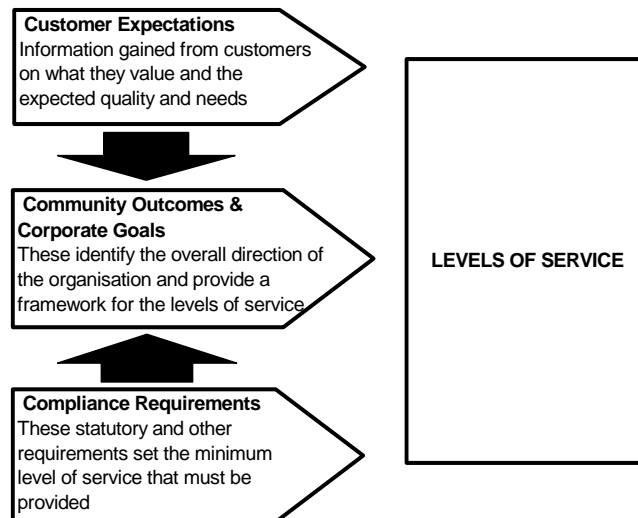 Customer Expectations
Information gained from customers
on what they value and the
expected quality and needs
Community Outcomes &
Corporate Goals
These identify the overall direction of
the organisation and provide a
framework for the levels of service
LEVELS OF SERVICE
Compliance Requirements
These statutory and other
requirements set the minimum
level of service that must be
provided